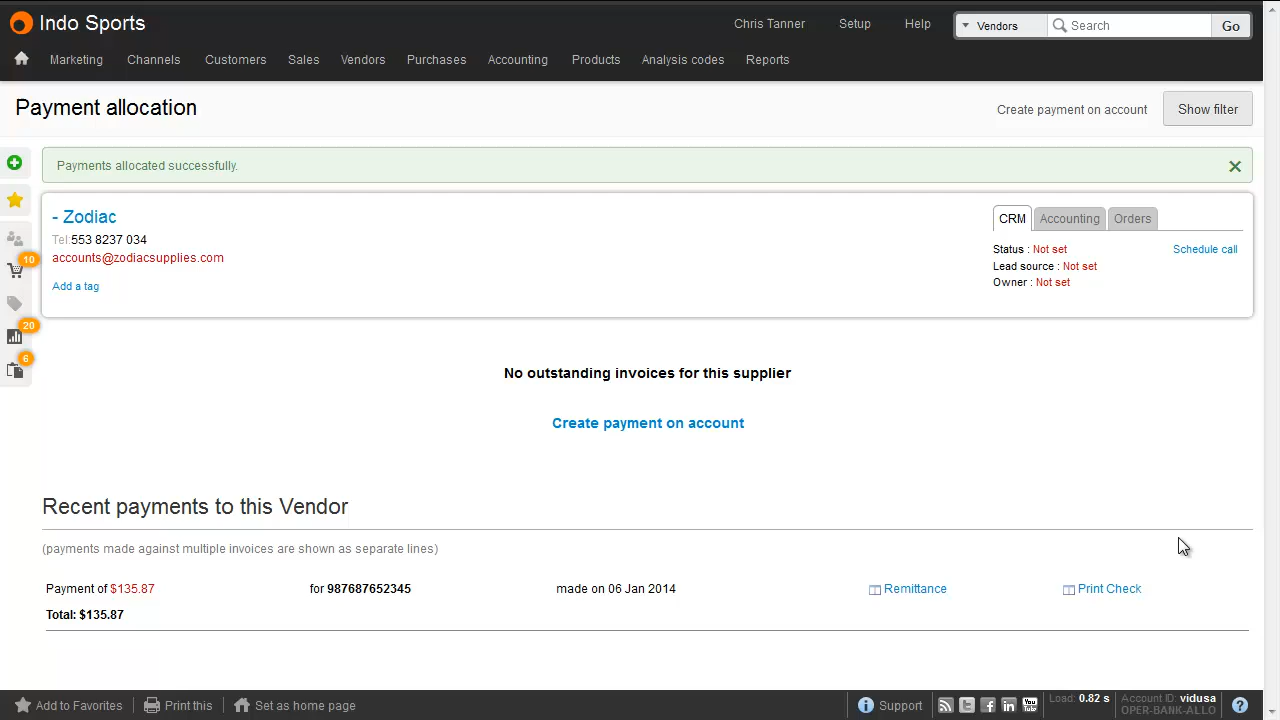 Indo Sports
Chris Tanner Setup Help Vendors Search Go
Marketing Channels Customers Sales Vendors Purchases Accounting Products Analysis codes Reports
Payment allocation
Create payment on account Show filter
Payments allocated successfully.
- Zodiac
CRM Accounting Orders
Tel:553 8237 034
Status : Not set Schedule call
accounts@zodiacsupplies.com
Lead source : Not set
10
Owner : Not set
Add a tag
20
6
No outstanding invoices for this supplier
Create payment on account
Recent payments to this Vendor
(payments made against multiple invoices are shown as separate lines)
Payment of $135.87 for 987687652345 made on 06 Jan 2014 Remittance Print Check
Total: $135.87
Add to Favorites Print this Set as home page Support You Tube Load: 0.82 s Account ID: vidusa
OPER-BANK-ALLO